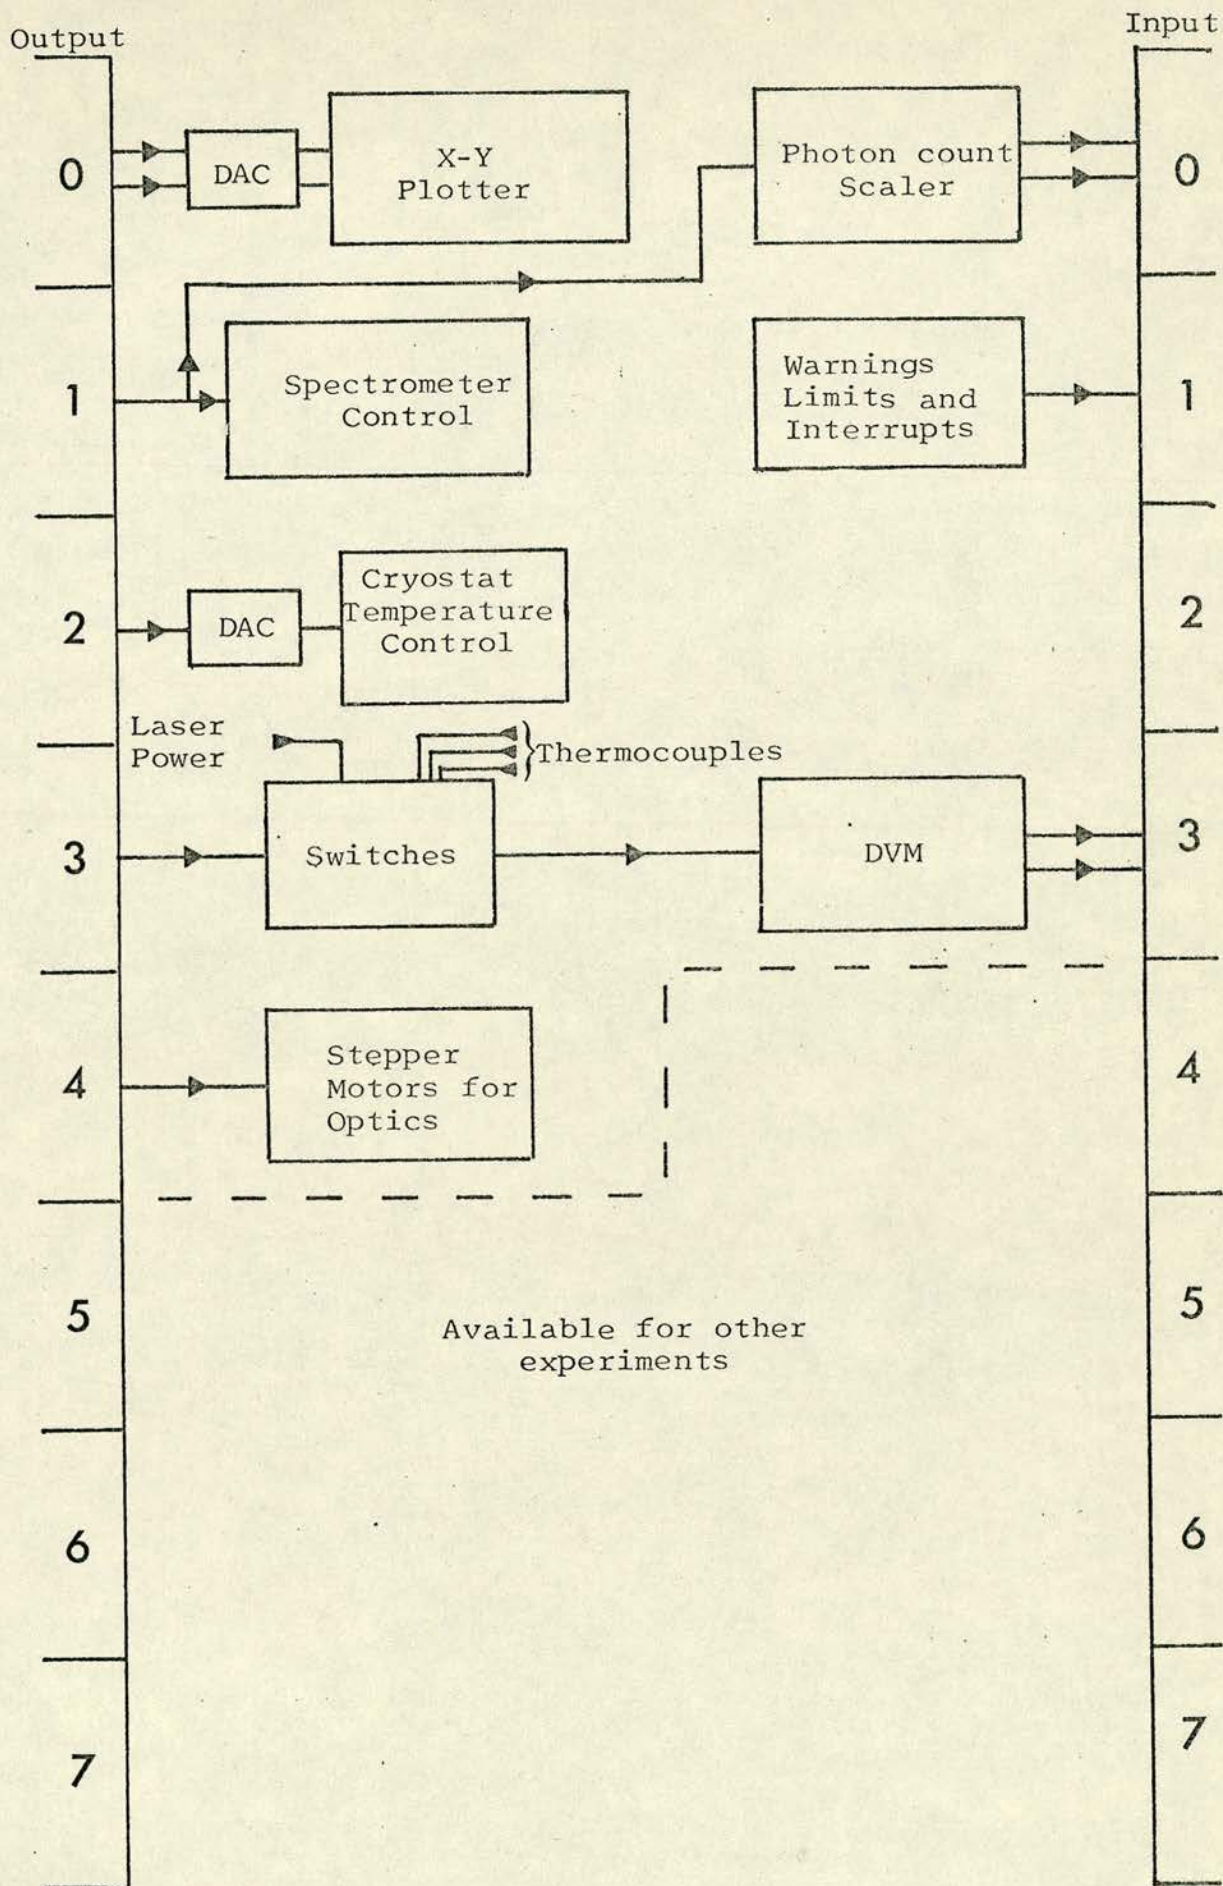 Output
Input
0
DAC
X-Y
Plotter
Photon count
Scaler
0
1
Spectrometer
Control
Warnings
Limits and
Interrupts
1
2
DAC
Cryostat
Temperature
Control
2
Laser
Power
}Thermocouples
3
Switches
DVM
3
4
Stepper
Motors for
Optics
4
5
Available for other
experiments
5
6
6
7
7